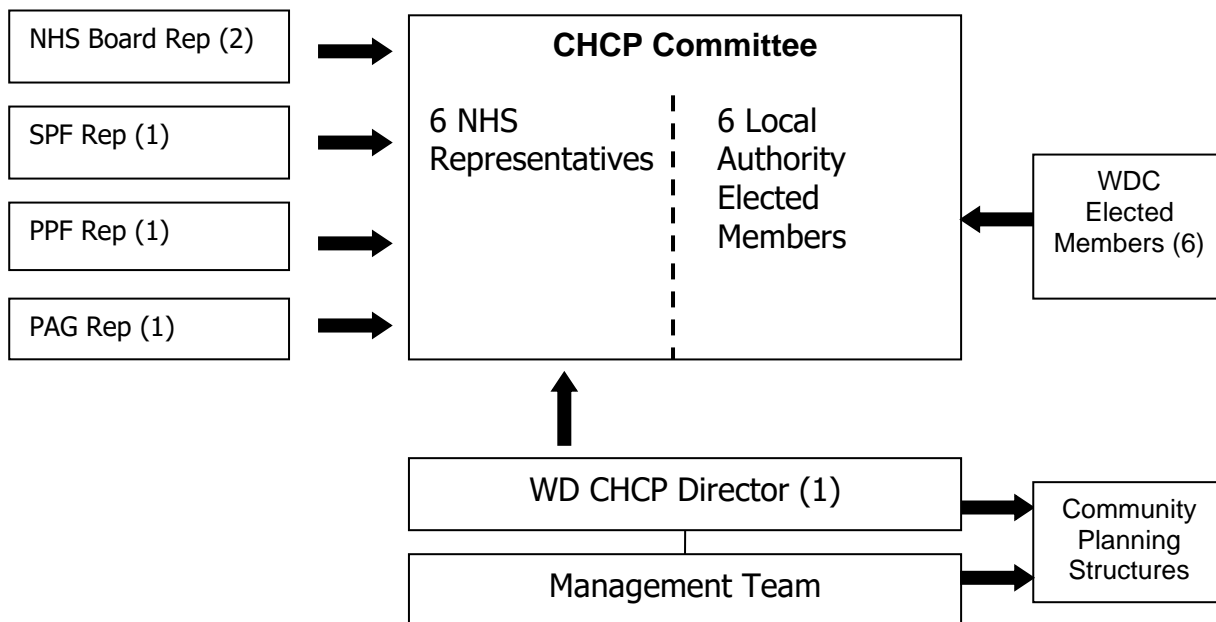 NHS Board Rep (2)
SPF Rep (1)
PPF Rep (1)
PAG Rep (1)
CHCP Committee
6 NHS
Representatives
6 Local
Authority
Elected
Members
WDC
Elected
Members (6)
WD CHCP Director (1)
Management Team
Community
Planning
Structures